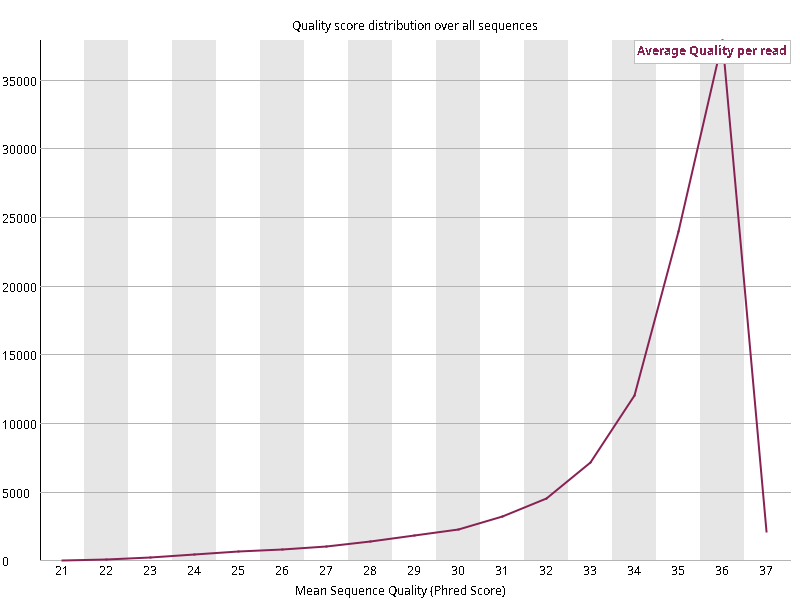 Quality score distribution over all sequences
Average Quality per read
35000
30000
25000
20000
15000
10000
5000
0
21 22 23 24 25 26 27 28 29 30 31 32 33 34 35 36 37
Mean Sequence Quality (Phred Score)